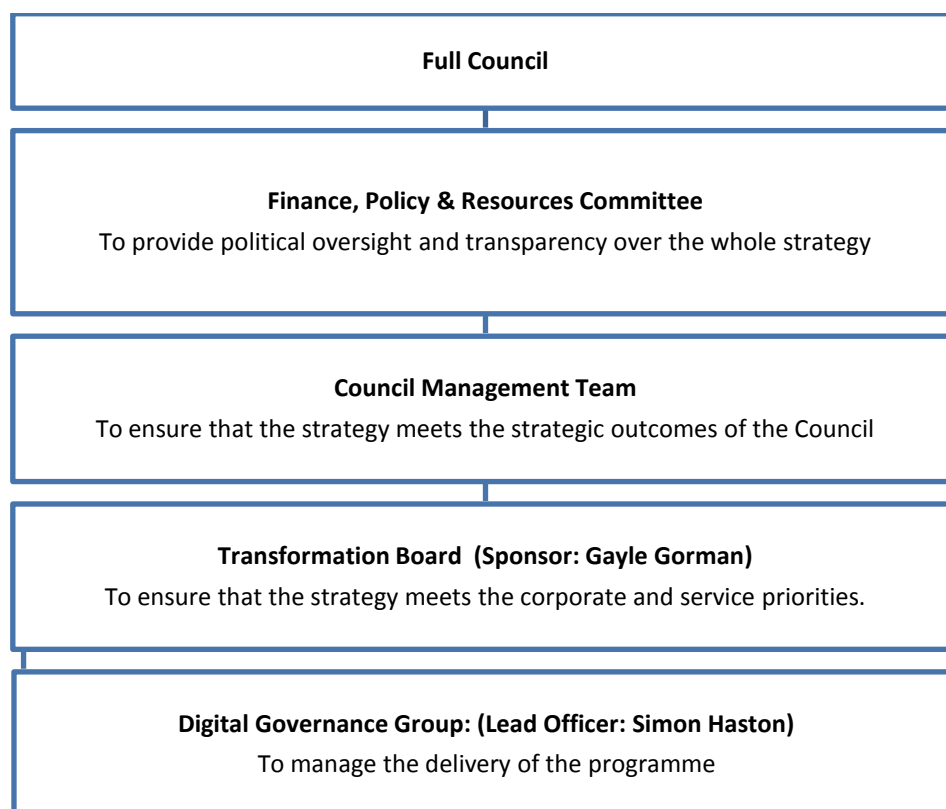 Full Council
Finance, Policy & Resources Committee
To provide political oversight and transparency over the whole strategy
Council Management Team
To ensure that the strategy meets the strategic outcomes of the Council
Transformation Board  (Sponsor: Gayle Gorman)
To ensure that the strategy meets the corporate and service priorities.
Digital Governance Group: (Lead Officer: Simon Haston)
To manage the delivery of the programme